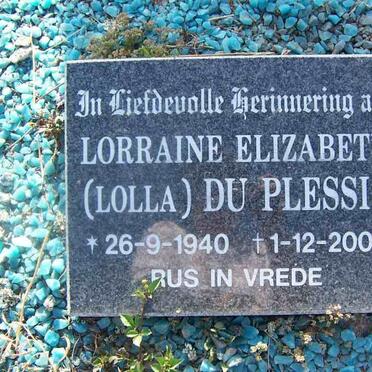 In Liefdevolle Herinnering a
LORRAINE ELIZABET
(LOLLA) DU PLESSI
* 26-9-1940 † 1-12-200
RUS IN VREDE